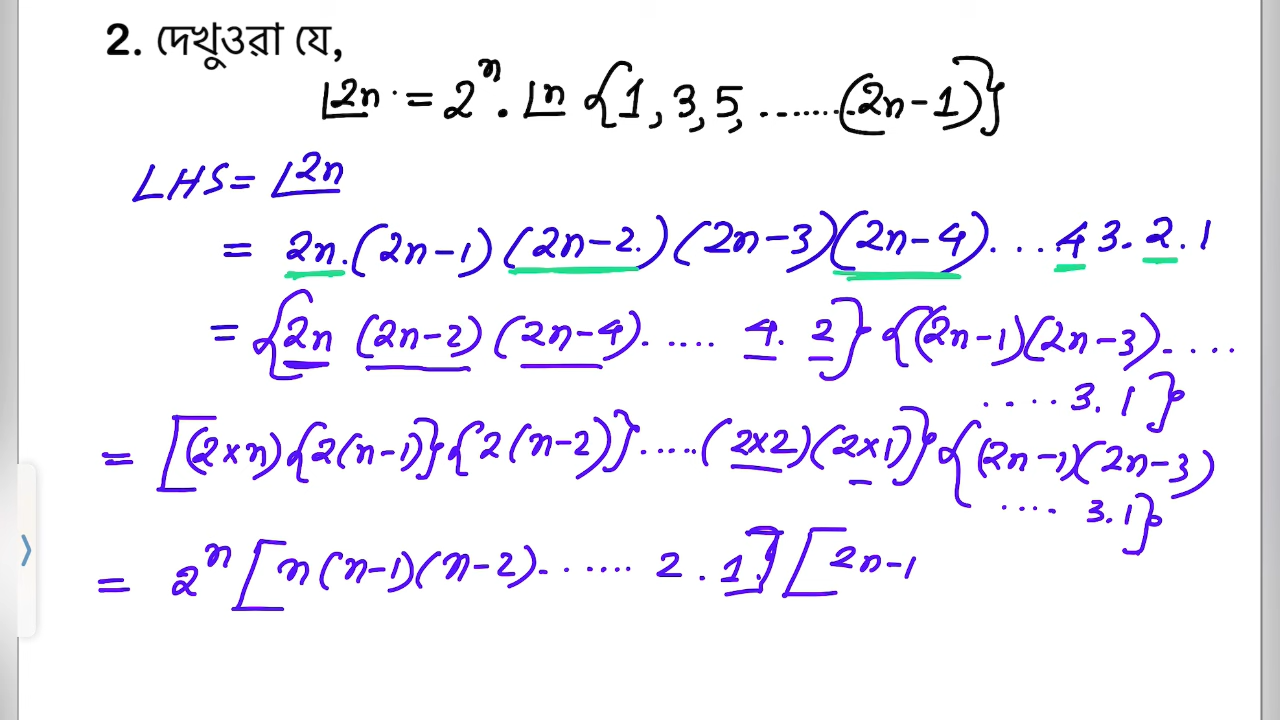 2. দেখুওৱা যে,
⌊2n = 2ⁿ. ⌊n {1, 3, 5, ........(2n-1)}
LHS = ⌊2n
= 2n.(2n-1)(2n-2.)(2n-3)(2n-4)....4 3.2.1
= {2n (2n-2)(2n-4)..... 4. 2} {(2n-1)(2n-3).....
.... 3. 1}
= [(2×n){2(n-1)}{2(n-2)}.....(2×2)(2×1)} {(2n-1)(2n-3)
.... 3.1}
= 2ⁿ [n(n-1)(n-2)....... 2 . 1.] [2n-1